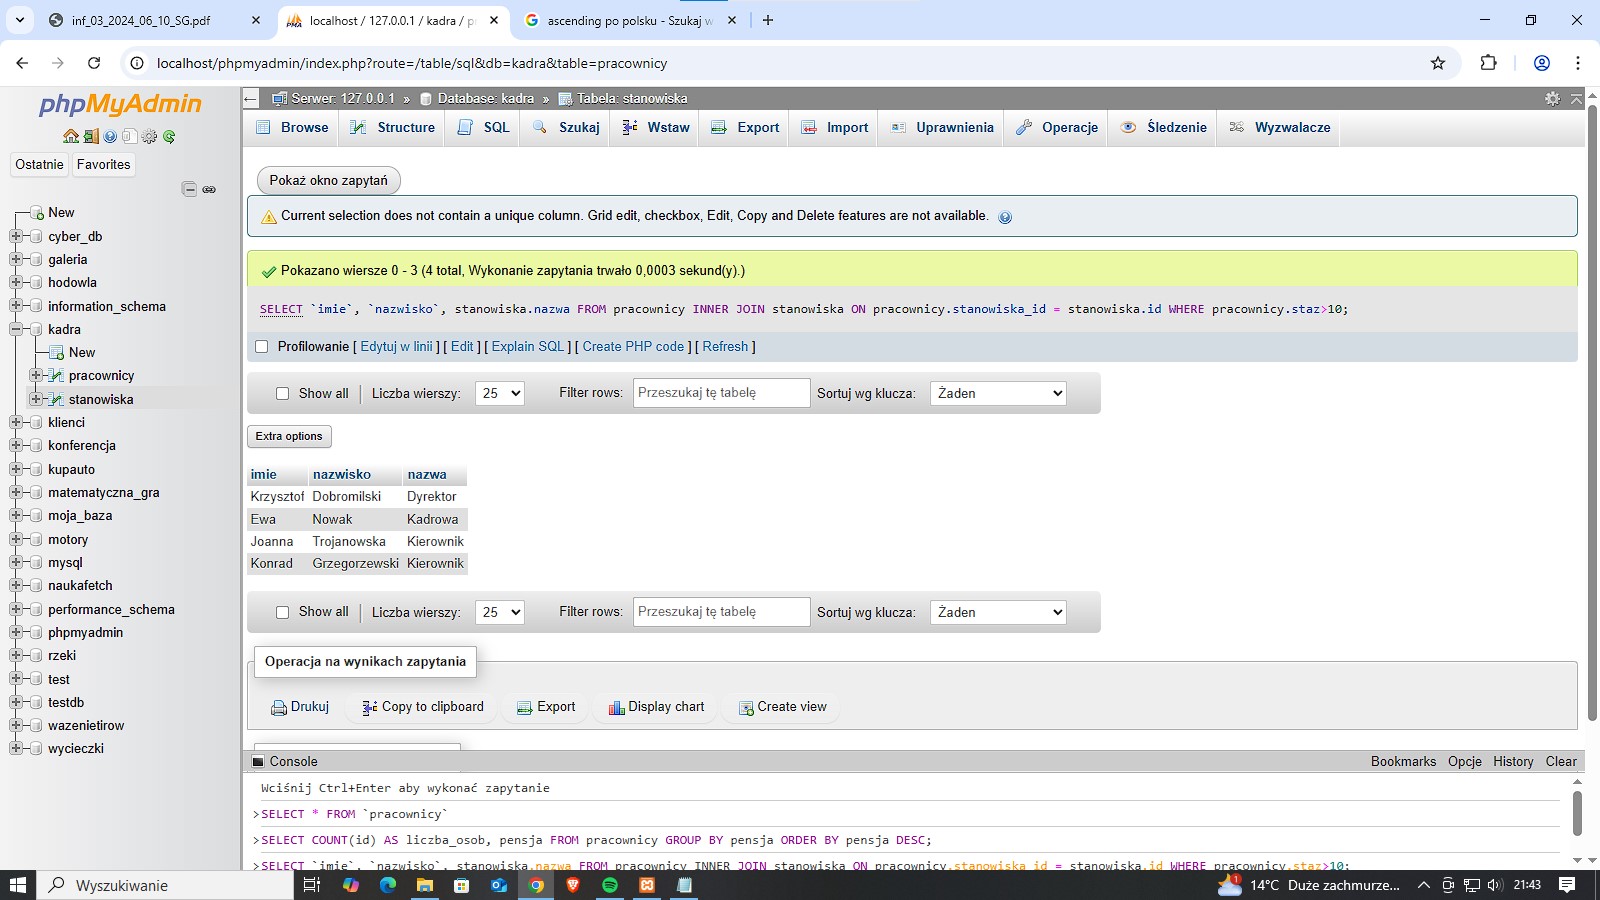 inf_03_2024_06_10_SG.pdf
localhost / 127.0.0.1 / kadra / p
ascending po polsku - Szukaj w
localhost/phpmyadmin/index.php?route=/table/sql&db=kadra&table=pracownicy
phpMyAdmin
Ostatnie
Favorites
New
cyber_db
galeria
hodowla
information_schema
kadra
New
pracownicy
stanowiska
klienci
konferencja
kupauto
matematyczna_gra
moja_baza
motory
mysql
naukafetch
performance_schema
phpmyadmin
rzeki
test
testdb
wazenietirow
wycieczki
Serwer: 127.0.0.1 » Database: kadra » Tabela: stanowiska
Browse Structure SQL Szukaj Wstaw Export Import Uprawnienia Operacje Śledzenie Wyzwalacze
Pokaż okno zapytań
Current selection does not contain a unique column. Grid edit, checkbox, Edit, Copy and Delete features are not available.
Pokazano wiersze 0 - 3 (4 total, Wykonanie zapytania trwało 0,0003 sekund(y).)
SELECT `imie`, `nazwisko`, stanowiska.nazwa FROM pracownicy INNER JOIN stanowiska ON pracownicy.stanowiska_id = stanowiska.id WHERE pracownicy.staz>10;
Profilowanie [ Edytuj w linii ] [ Edit ] [ Explain SQL ] [ Create PHP code ] [ Refresh ]
Show all Liczba wierszy: 25 Filter rows: Przeszukaj tę tabelę Sortuj wg klucza: Żaden
Extra options
imie nazwisko nazwa
Krzysztof Dobromilski Dyrektor
Ewa Nowak Kadrowa
Joanna Trojanowska Kierownik
Konrad Grzegorzewski Kierownik
Show all Liczba wierszy: 25 Filter rows: Przeszukaj tę tabelę Sortuj wg klucza: Żaden
Operacja na wynikach zapytania
Drukuj Copy to clipboard Export Display chart Create view
Console Bookmarks Opcje History Clear
Wciśnij Ctrl+Enter aby wykonać zapytanie
>SELECT * FROM `pracownicy`
>SELECT COUNT(id) AS liczba_osob, pensja FROM pracownicy GROUP BY pensja ORDER BY pensja DESC;
>SELECT `imie`, `nazwisko`, stanowiska.nazwa FROM pracownicy INNER JOIN stanowiska ON pracownicy.stanowiska_id = stanowiska.id WHERE pracownicy.staz>10;
Wyszukiwanie
1
14°C Duże zachmurze...
21:43